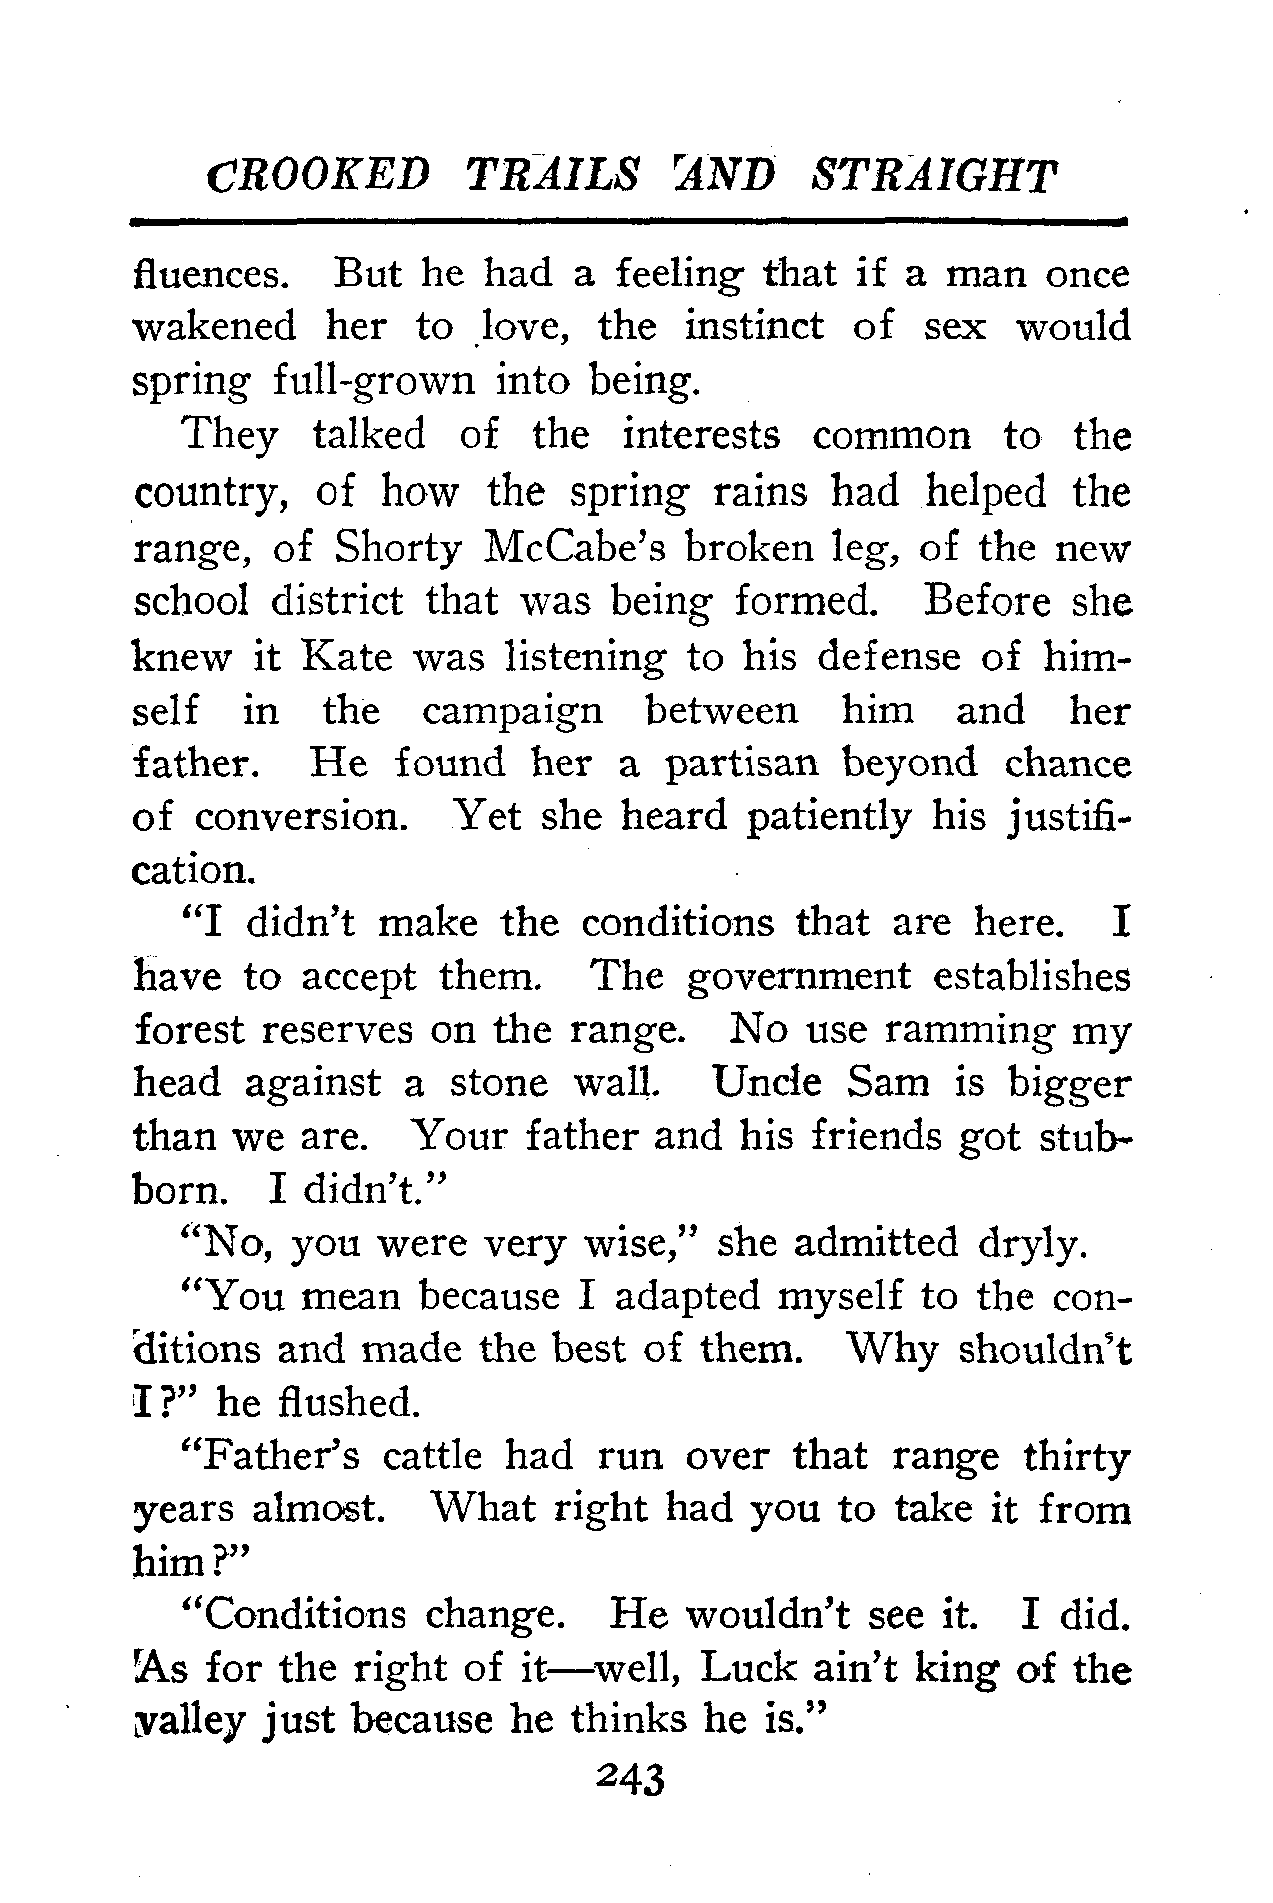 CROOKED TRAILS AND STRAIGHT
fluences. But he had a feeling that if a man once
wakened her to love, the instinct of sex would
spring full-grown into being.
They talked of the interests common to the
country, of how the spring rains had helped the
range, of Shorty McCabe's broken leg, of the new
school district that was being formed. Before she
knew it Kate was listening to his defense of him-
self in the campaign between him and her
father. He found her a partisan beyond chance
of conversion. Yet she heard patiently his justifi-
cation.
"I didn't make the conditions that are here. I
have to accept them. The government establishes
forest reserves on the range. No use ramming my
head against a stone wall. Uncle Sam is bigger
than we are. Your father and his friends got stub-
born. I didn't."
"No, you were very wise," she admitted dryly.
"You mean because I adapted myself to the con-
ditions and made the best of them. Why shouldn't
I?" he flushed.
"Father's cattle had run over that range thirty
years almost. What right had you to take it from
him?"
"Conditions change. He wouldn't see it. I did.
As for the right of it—well, Luck ain't king of the
valley just because he thinks he is."
243